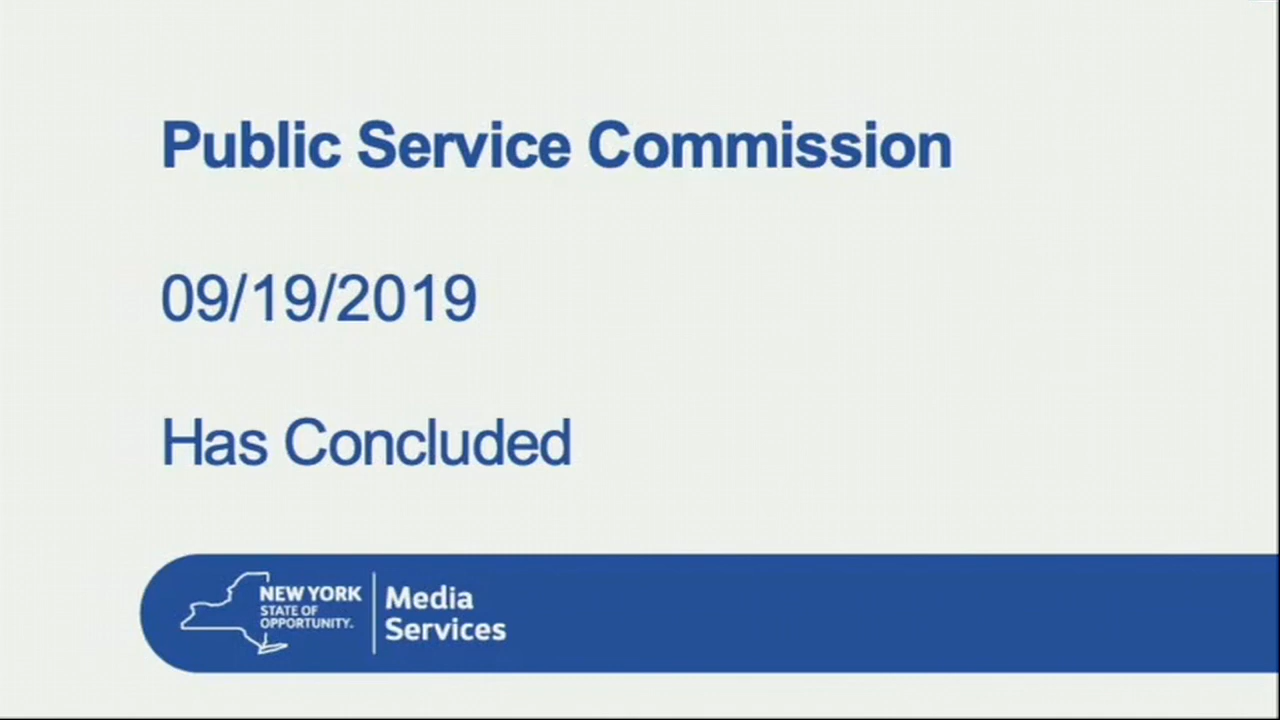 Public Service Commission
09/19/2019
Has Concluded
NEW YORK
STATE OF
OPPORTUNITY.
Media
Services